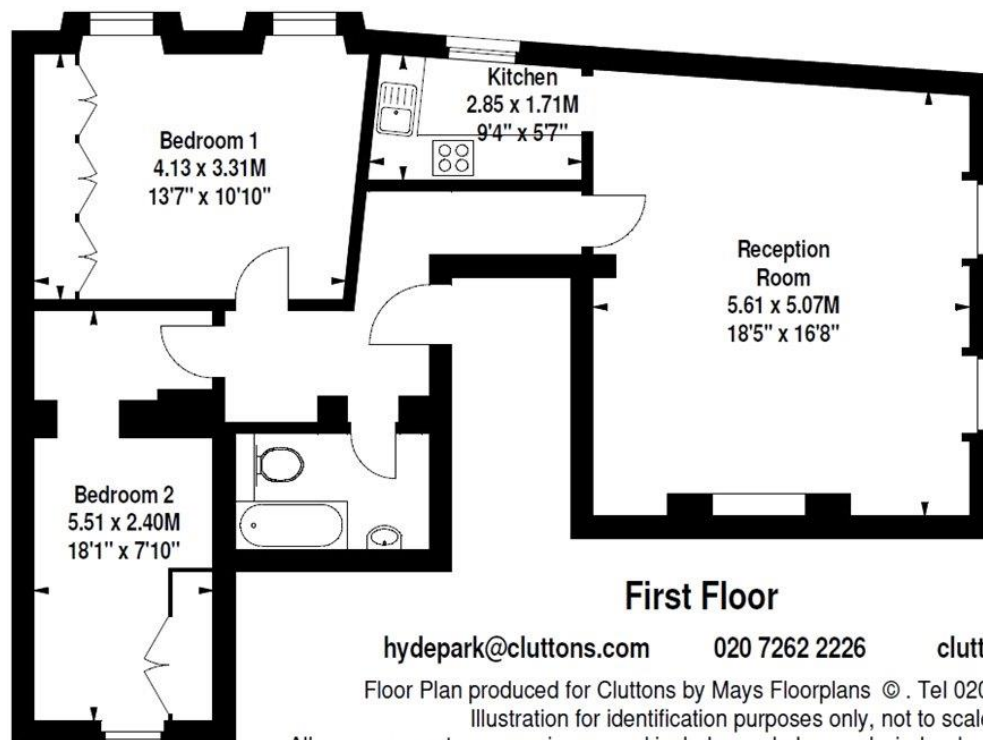 Kitchen
2.85 x 1.71M
9'4" x 5'7"
Bedroom 1
4.13 x 3.31M
13'7" x 10'10"
Reception
Room
5.61 x 5.07M
18'5" x 16'8"
Bedroom 2
5.51 x 2.40M
18'1" x 7'10"
First Floor
hydepark@cluttons.com 020 7262 2226 clutt
Floor Plan produced for Cluttons by Mays Floorplans © . Tel 020
Illustration for identification purposes only, not to scale